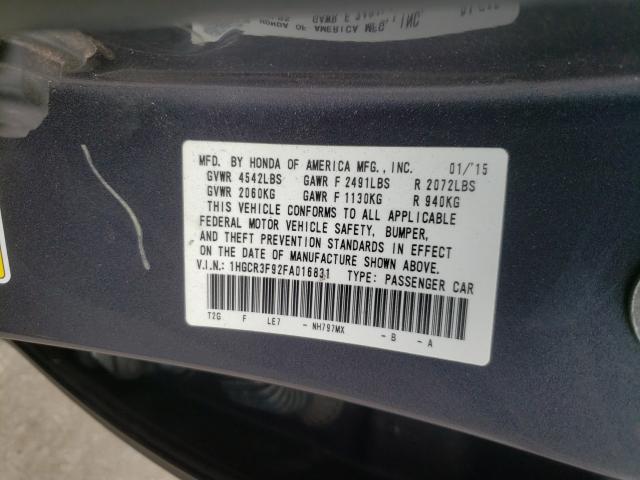 MFD. BY HONDA OF AMERICA MFG., INC. 01/'15
GVWR 4542LBS GAWR F 2491LBS R 2072LBS
GVWR 2060KG GAWR F 1130KG R 940KG
THIS VEHICLE CONFORMS TO ALL APPLICABLE
FEDERAL MOTOR VEHICLE SAFETY, BUMPER,
AND THEFT PREVENTION STANDARDS IN EFFECT
ON THE DATE OF MANUFACTURE SHOWN ABOVE.
V.I.N.: 1HGCR3F92FA016831 TYPE: PASSENGER CAR
T2G F LE7 - NH797MX - B - A